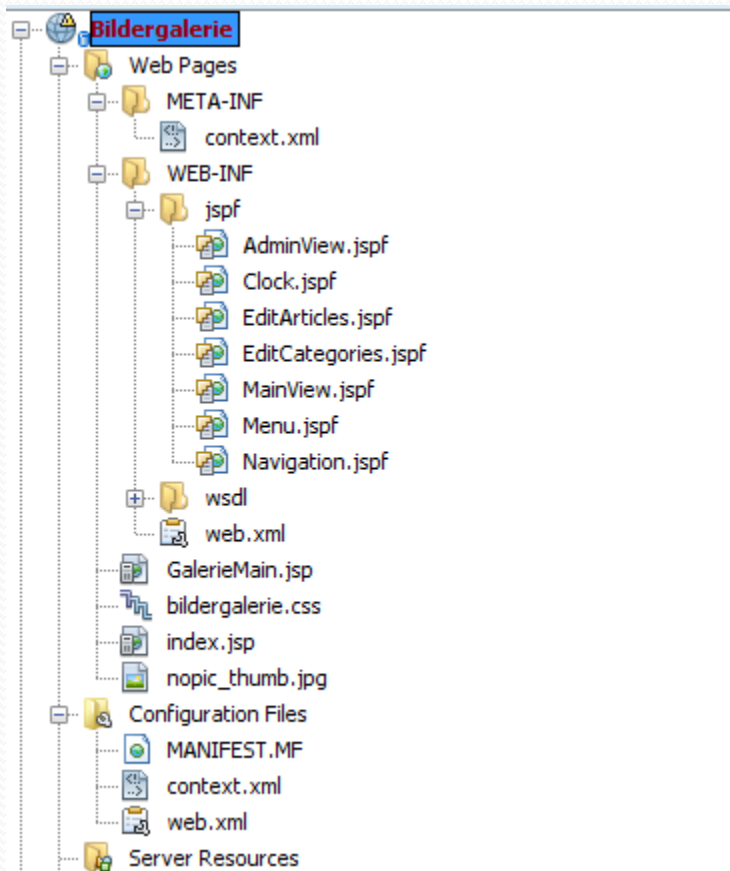 Bildergalerie
Web Pages
META-INF
context.xml
WEB-INF
jspf
AdminView.jspf
Clock.jspf
EditArticles.jspf
EditCategories.jspf
MainView.jspf
Menu.jspf
Navigation.jspf
wsdl
web.xml
GalerieMain.jsp
bildergalerie.css
index.jsp
nopic_thumb.jpg
Configuration Files
MANIFEST.MF
context.xml
web.xml
Server Resources